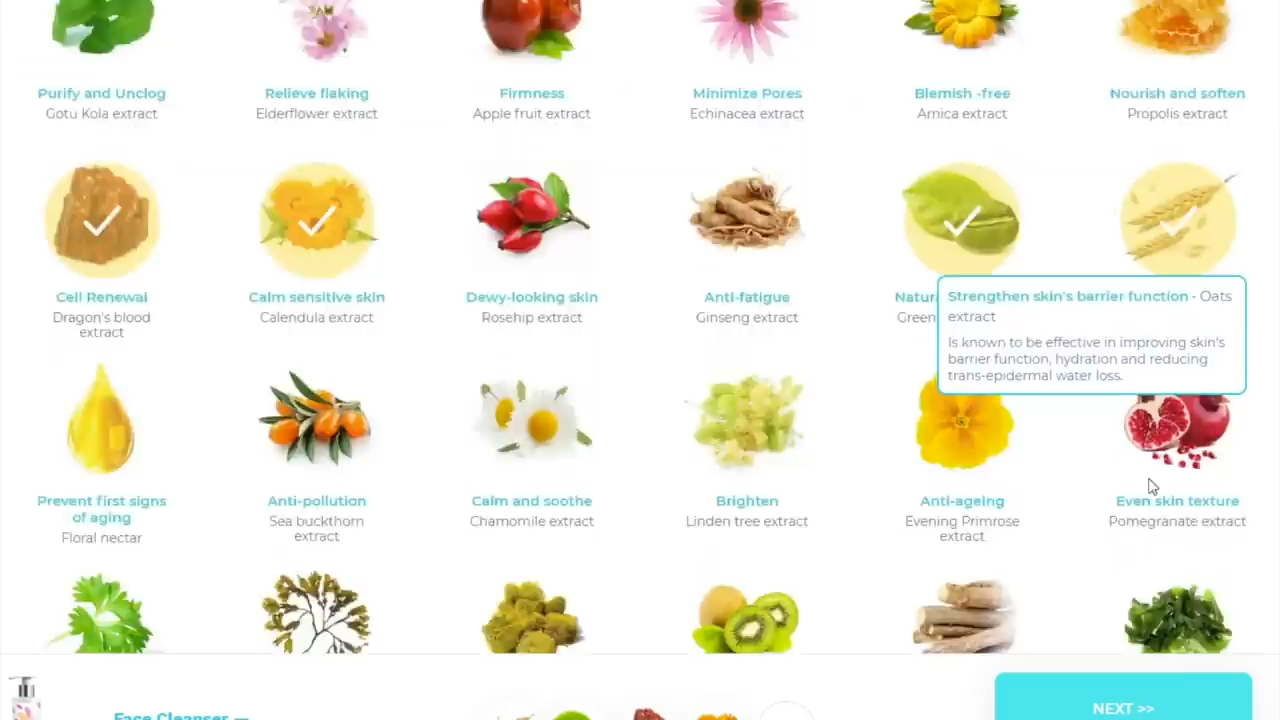 Purify and Unclog
Gotu Kola extract
Relieve flaking
Elderflower extract
Firmness
Apple fruit extract
Minimize Pores
Echinacea extract
Blemish -free
Arnica extract
Nourish and soften
Propolis extract
Cell Renewal
Dragon's blood
extract
Calm sensitive skin
Calendula extract
Dewy-looking skin
Rosehip extract
Anti-fatigue
Ginseng extract
Green
Strengthen skin's barrier function - Oats
extract
Is known to be effective in improving skin's
barrier function, hydration and reducing
trans-epidermal water loss.
Prevent first signs
of aging
Floral nectar
Anti-pollution
Sea buckthorn
extract
Calm and soothe
Chamomile extract
Brighten
Linden tree extract
Anti-ageing
Evening Primrose
extract
Even skin texture
Pomegranate extract
Face Cleanser —
NEXT >>